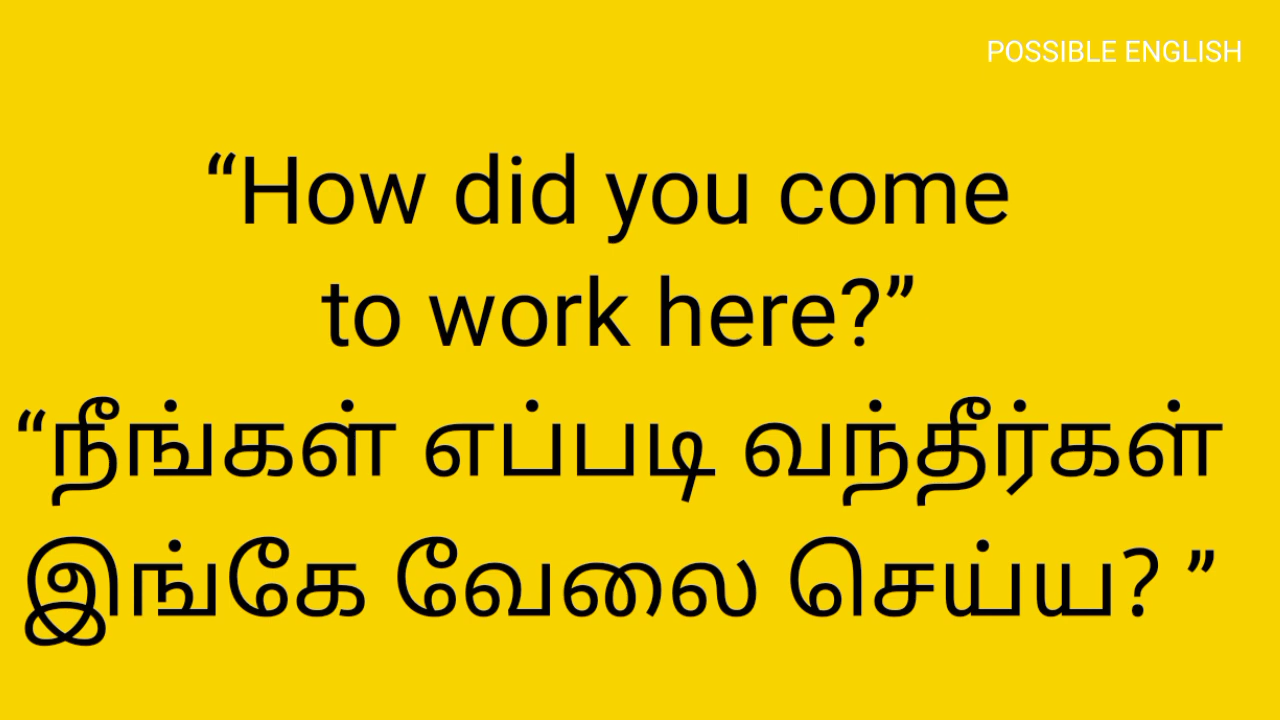 POSSIBLE ENGLISH
“How did you come
to work here?”
“நீங்கள் எப்படி வந்தீர்கள்
இங்கே வேலை செய்ய? ”